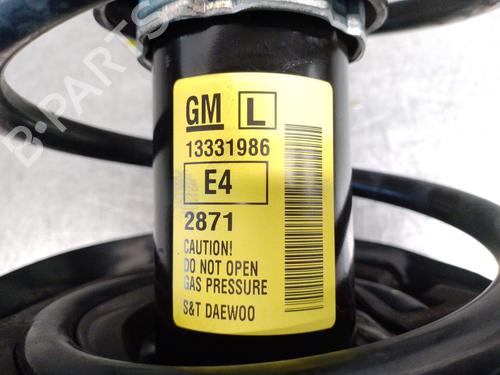 B-PARTS
GM L
13331986
E4
2871
CAUTION!
DO NOT OPEN
GAS PRESSURE
S&T DAEWOO